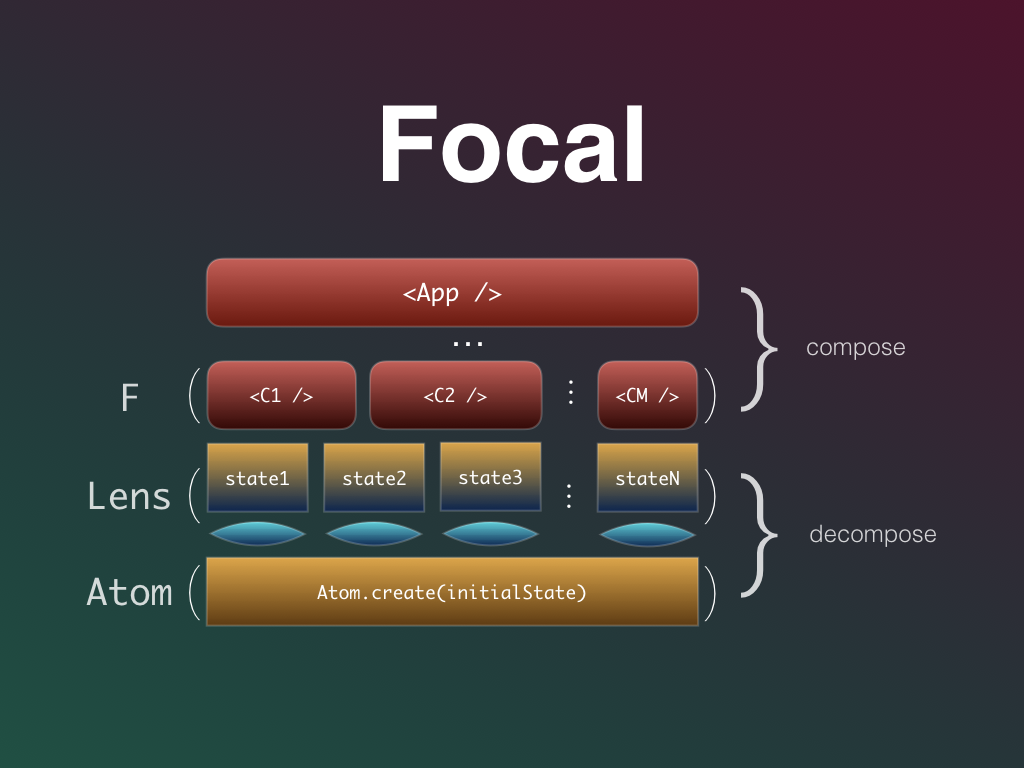 Focal
<App />
...
compose
F ( <C1 /> <C2 /> ⋮ <CM /> )
Lens ( state1 state2 state3 ⋮ stateN )
decompose
Atom ( Atom.create(initialState) )